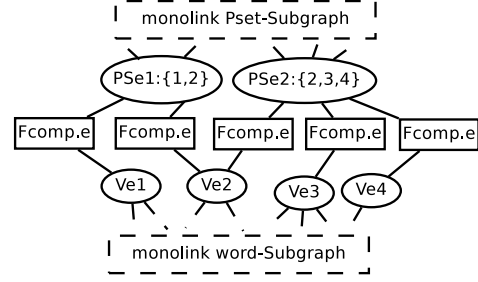 monolink Pset-Subgraph
PSe1:{1,2} PSe2:{2,3,4}
Fcomp.e Fcomp.e Fcomp.e Fcomp.e Fcomp.e
Ve1 Ve2 Ve3 Ve4
monolink word-Subgraph